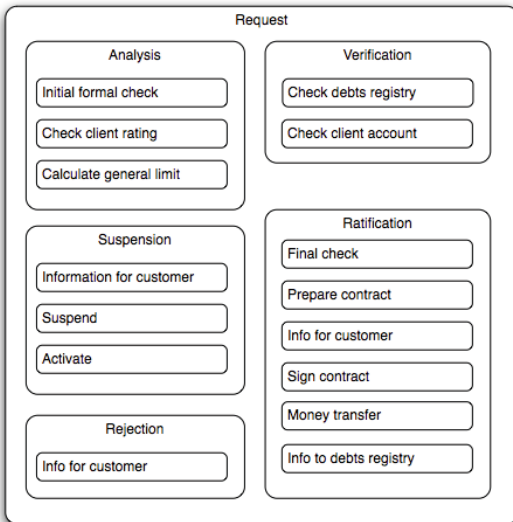 Request
Analysis
Initial formal check
Check client rating
Calculate general limit
Verification
Check debts registry
Check client account
Suspension
Information for customer
Suspend
Activate
Ratification
Final check
Prepare contract
Info for customer
Sign contract
Money transfer
Info to debts registry
Rejection
Info for customer